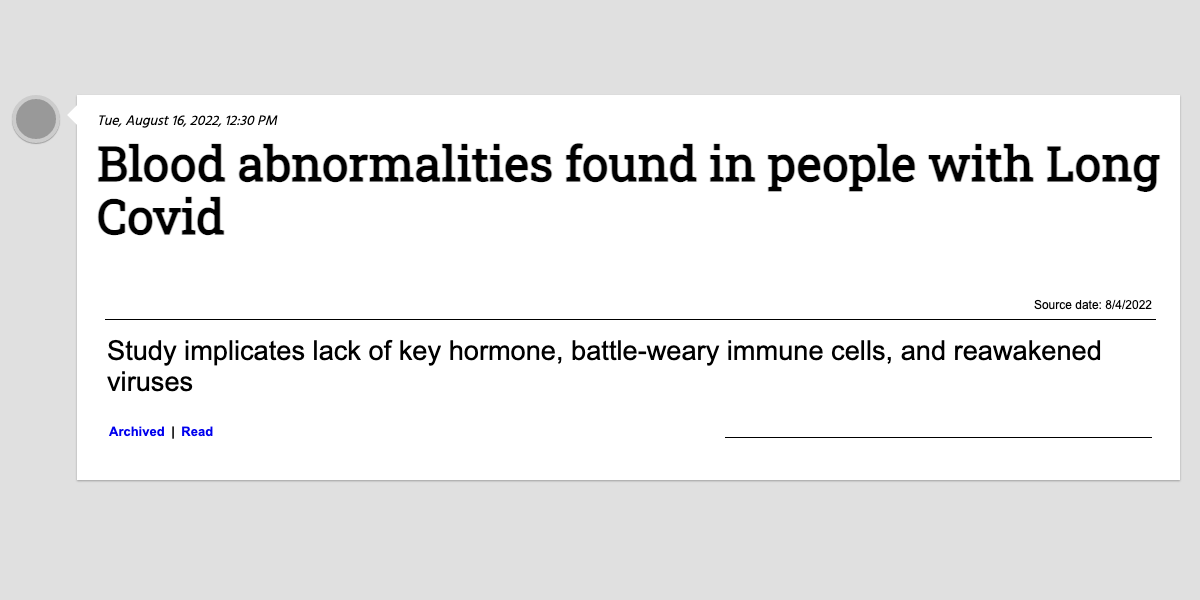 Tue, August 16, 2022, 12:30 PM
Blood abnormalities found in people with Long
Covid
Source date: 8/4/2022
Study implicates lack of key hormone, battle-weary immune cells, and reawakened
viruses
Archived | Read